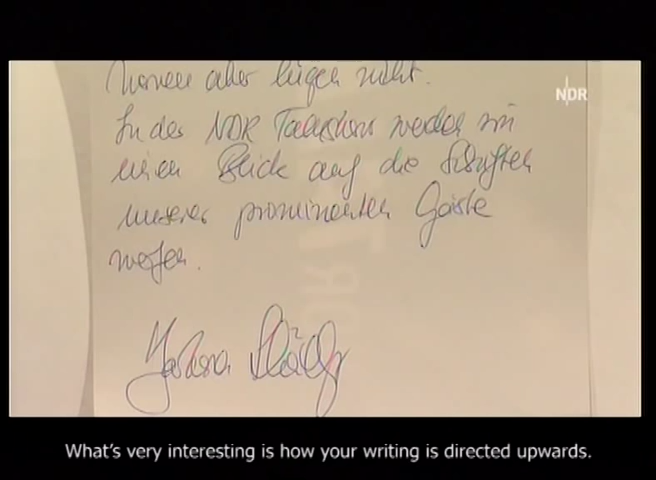 aber lügen nicht.
NDR
In der NDR Talkshow werden wir
einen Blick auf die Schriften
unserer prominenten Gäste
werfen.
What's very interesting is how your writing is directed upwards.